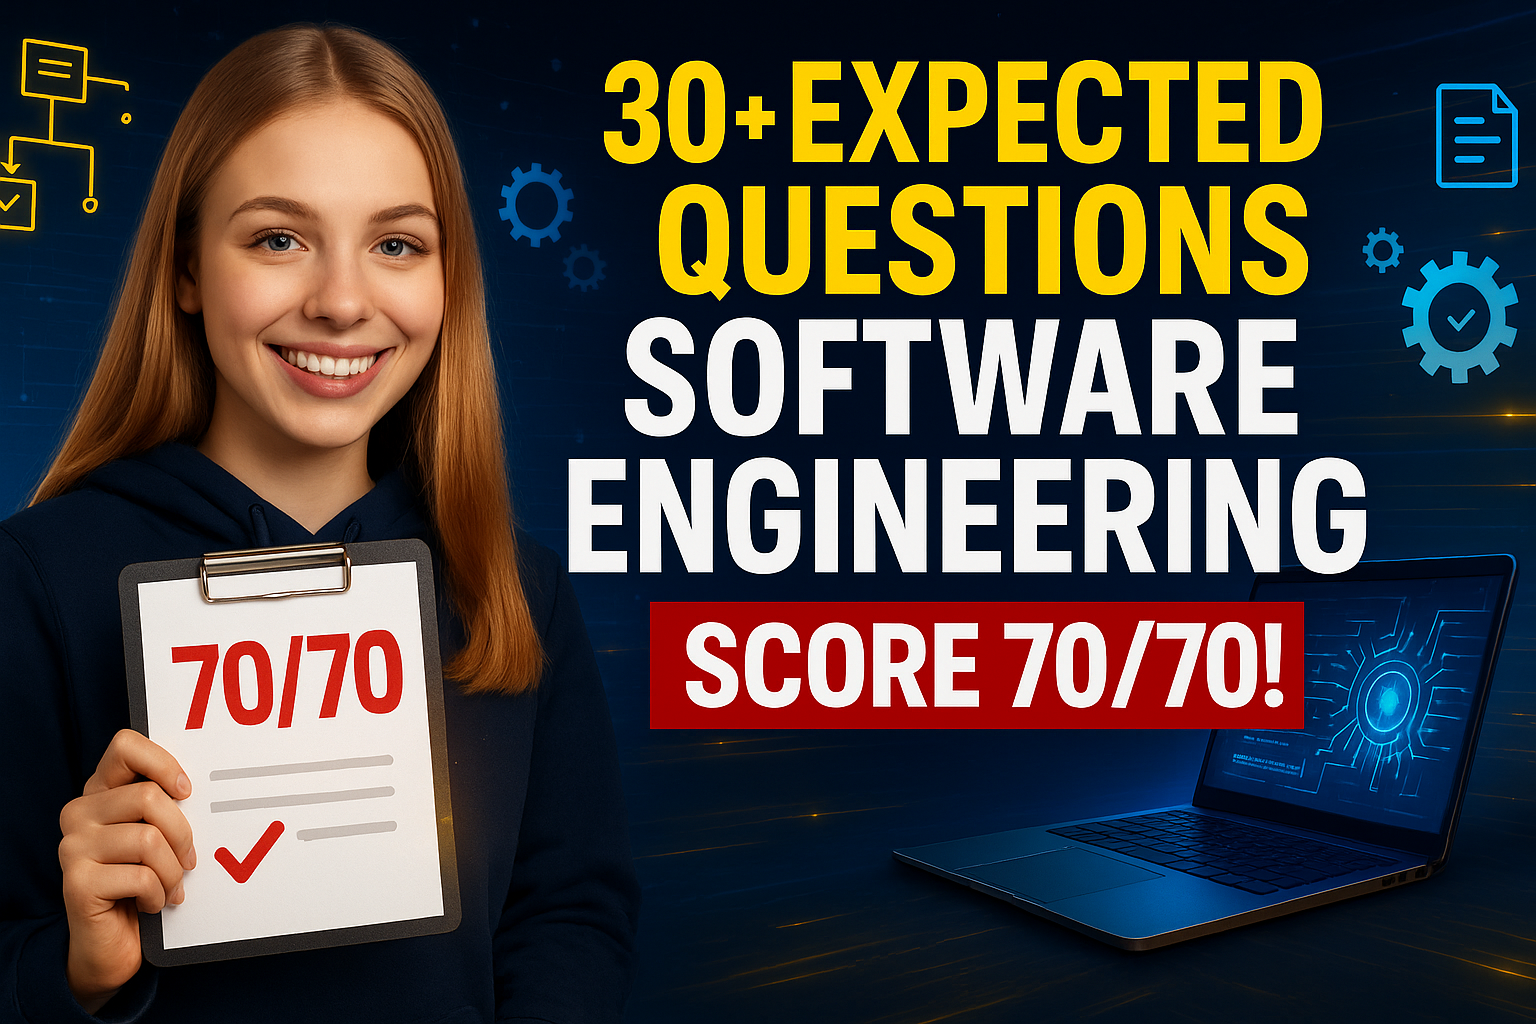 30+EXPECTED
QUESTIONS
SOFTWARE
ENGINEERING
SCORE 70/70!
70/70